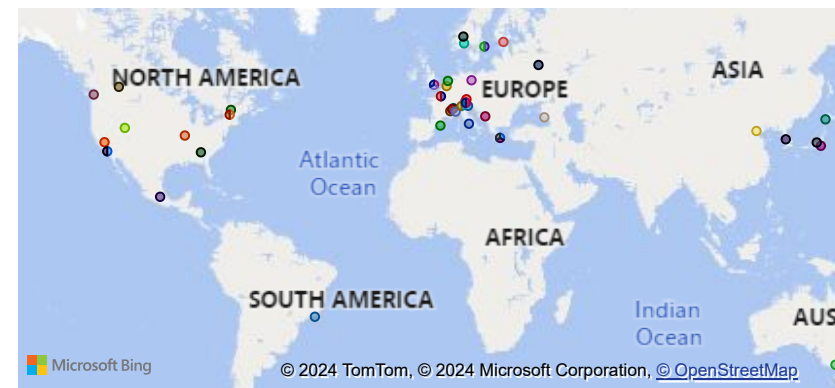 NORTH AMERICA
EUROPE
ASIA
Atlantic
Ocean
AFRICA
SOUTH AMERICA
Indian
Ocean
AUS
Microsoft Bing
© 2024 TomTom, © 2024 Microsoft Corporation, © OpenStreetMap